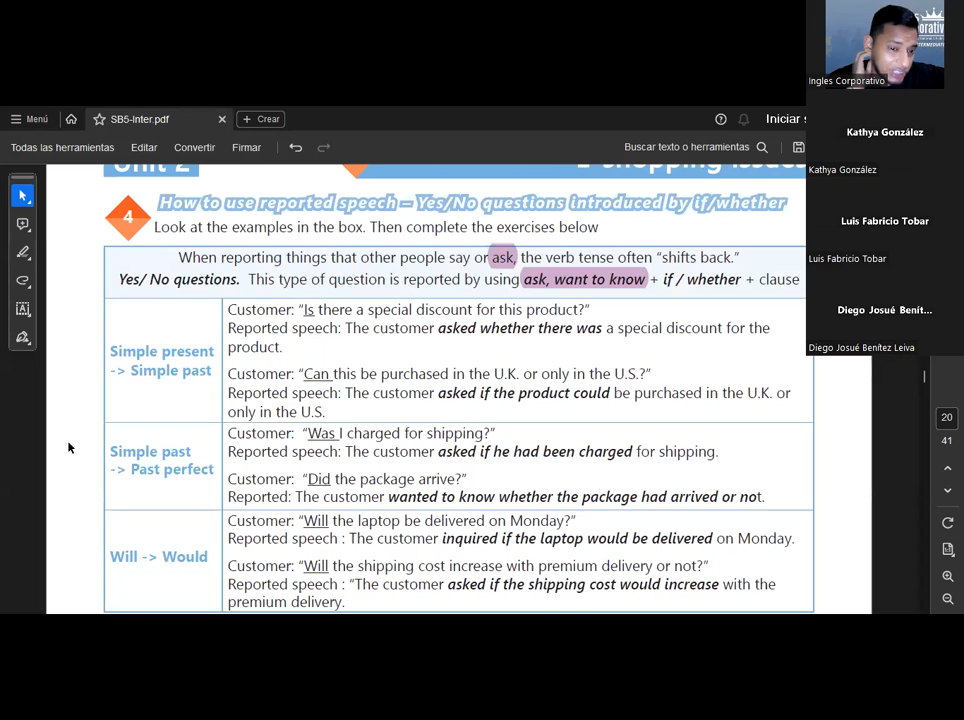 Ingles Corporativo
Menú
SB5-Inter.pdf
Crear
Iniciar s
Todas las herramientas
Editar
Convertir
Firmar
Buscar texto o herramientas
Kathya González
Kathya González
Luis Fabricio Tobar
Luis Fabricio Tobar
Diego Josué Benít...
Diego Josué Benítez Leiva
Unit 2
4
How to use reported speech – Yes/No questions introduced by if/whether
Look at the examples in the box. Then complete the exercises below
When reporting things that other people say or ask, the verb tense often “shifts back.”
Yes/ No questions. This type of question is reported by using ask, want to know + if / whether + clause
Simple present
-> Simple past
Customer: “Is there a special discount for this product?”
Reported speech: The customer asked whether there was a special discount for the
product.
Customer: “Can this be purchased in the U.K. or only in the U.S.?”
Reported speech: The customer asked if the product could be purchased in the U.K. or
only in the U.S.
Simple past
-> Past perfect
Customer: “Was I charged for shipping?”
Reported speech: The customer asked if he had been charged for shipping.
Customer: “Did the package arrive?”
Reported: The customer wanted to know whether the package had arrived or not.
Will -> Would
Customer: “Will the laptop be delivered on Monday?”
Reported speech : The customer inquired if the laptop would be delivered on Monday.
Customer: “Will the shipping cost increase with premium delivery or not?”
Reported speech : “The customer asked if the shipping cost would increase with the
premium delivery.
20
41